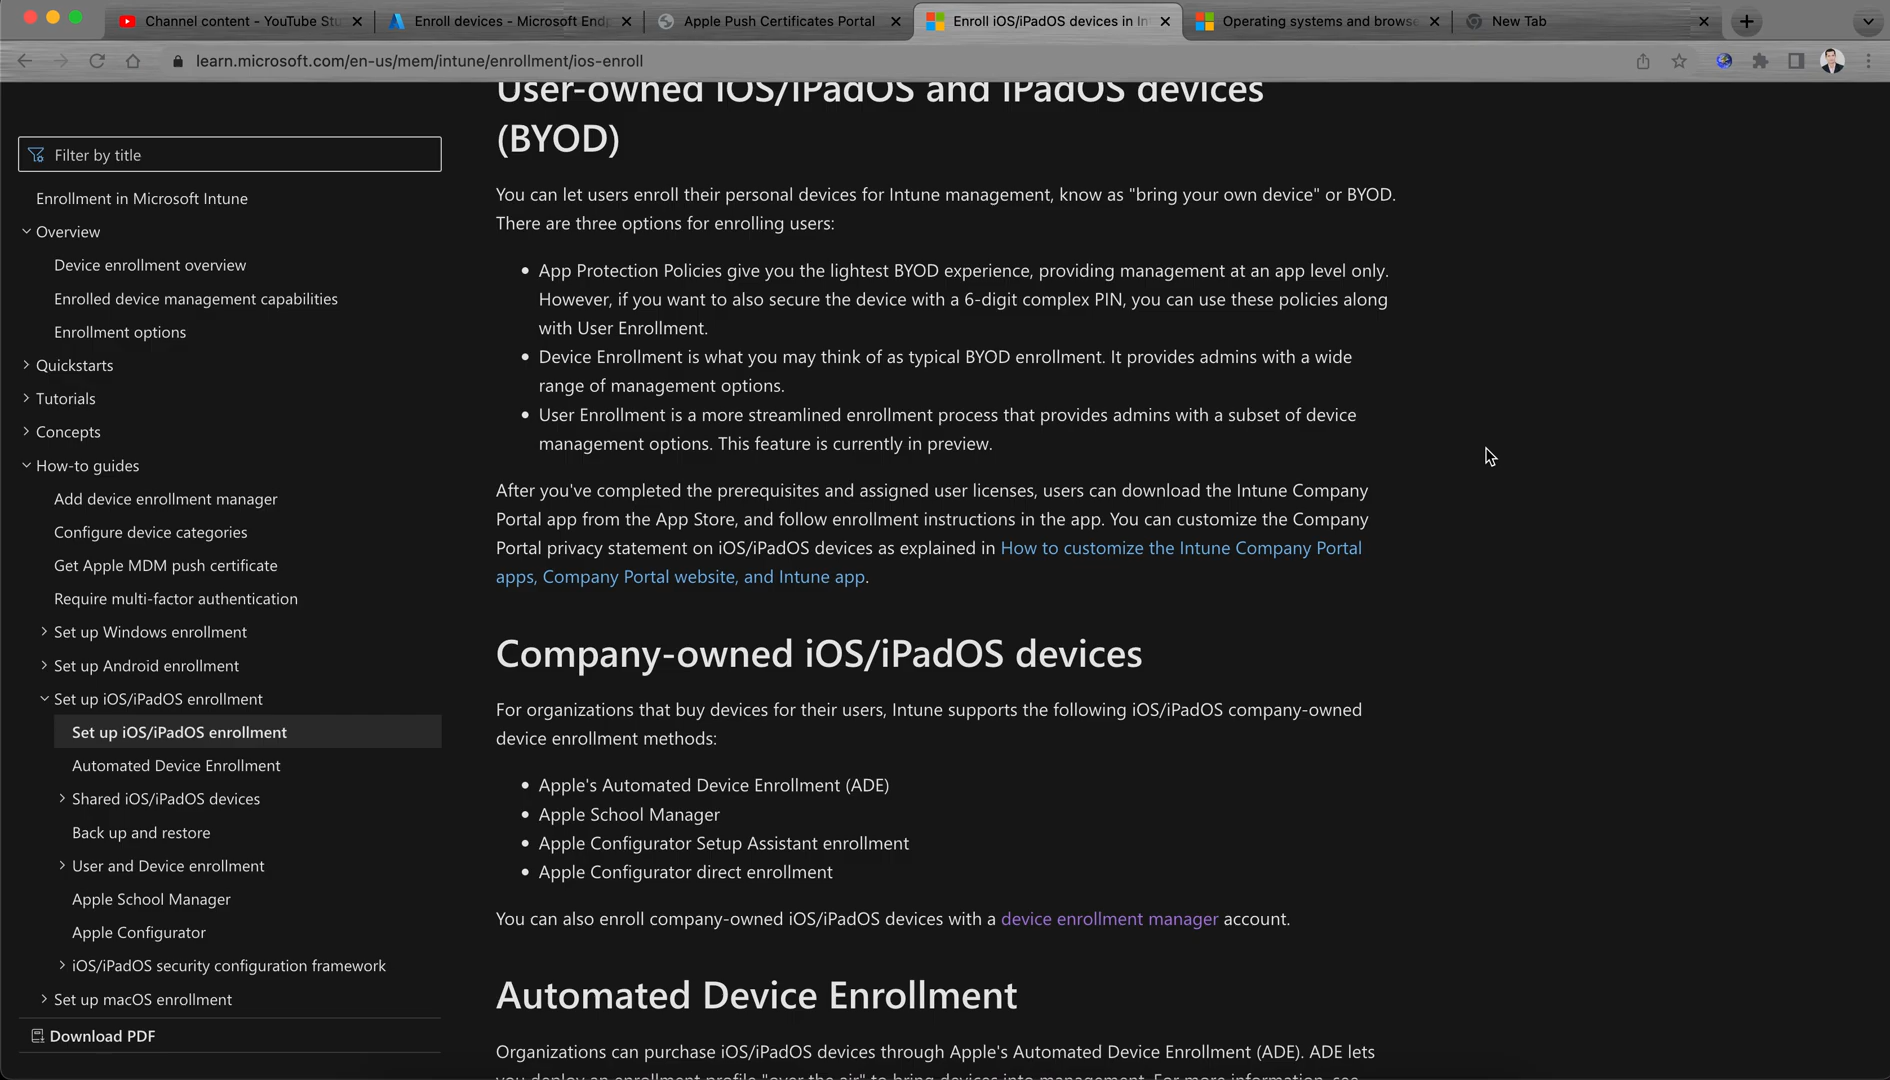 Channel content - YouTube Stu
Enroll devices - Microsoft Endp
Apple Push Certificates Portal
Enroll iOS/iPadOS devices in In
Operating systems and browse
New Tab
learn.microsoft.com/en-us/mem/intune/enrollment/ios-enroll
Filter by title
Enrollment in Microsoft Intune
Overview
Device enrollment overview
Enrolled device management capabilities
Enrollment options
Quickstarts
Tutorials
Concepts
How-to guides
Add device enrollment manager
Configure device categories
Get Apple MDM push certificate
Require multi-factor authentication
Set up Windows enrollment
Set up Android enrollment
Set up iOS/iPadOS enrollment
Set up iOS/iPadOS enrollment
Automated Device Enrollment
Shared iOS/iPadOS devices
Back up and restore
User and Device enrollment
Apple School Manager
Apple Configurator
iOS/iPadOS security configuration framework
Set up macOS enrollment
Download PDF
User-owned iOS/iPadOS and iPadOS devices
(BYOD)
You can let users enroll their personal devices for Intune management, know as "bring your own device" or BYOD.
There are three options for enrolling users:
App Protection Policies give you the lightest BYOD experience, providing management at an app level only.
However, if you want to also secure the device with a 6-digit complex PIN, you can use these policies along
with User Enrollment.
Device Enrollment is what you may think of as typical BYOD enrollment. It provides admins with a wide
range of management options.
User Enrollment is a more streamlined enrollment process that provides admins with a subset of device
management options. This feature is currently in preview.
After you've completed the prerequisites and assigned user licenses, users can download the Intune Company
Portal app from the App Store, and follow enrollment instructions in the app. You can customize the Company
Portal privacy statement on iOS/iPadOS devices as explained in How to customize the Intune Company Portal
apps, Company Portal website, and Intune app.
Company-owned iOS/iPadOS devices
For organizations that buy devices for their users, Intune supports the following iOS/iPadOS company-owned
device enrollment methods:
Apple's Automated Device Enrollment (ADE)
Apple School Manager
Apple Configurator Setup Assistant enrollment
Apple Configurator direct enrollment
You can also enroll company-owned iOS/iPadOS devices with a device enrollment manager account.
Automated Device Enrollment
Organizations can purchase iOS/iPadOS devices through Apple's Automated Device Enrollment (ADE). ADE lets
you deploy an enrollment profile "over the air" to bring devices into management. For more information, see